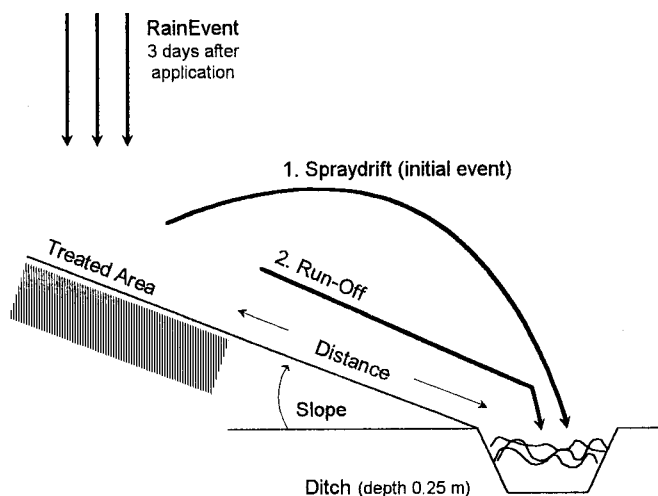 RainEvent
3 days after
application
1. Spraydrift (initial event)
Treated Area
2. Run-Off
Distance
Slope
Ditch (depth 0.25 m)